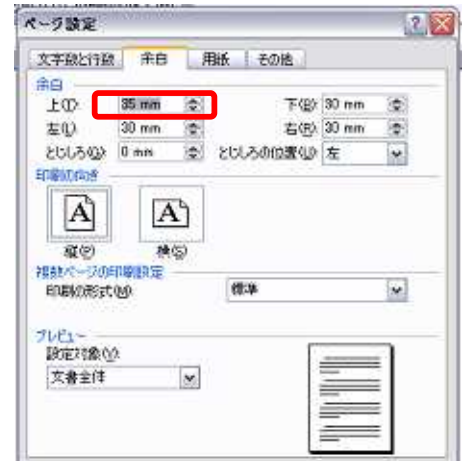 ページ設定
文字数と行数 余白 用紙 その他
余白
上(T): 35 mm 下(B): 30 mm
左(L): 30 mm 右(R): 30 mm
とじしろ(G): 0 mm とじしろの位置(U): 左
印刷の向き
A A
縦(P) 横(S)
複数ページの印刷設定
印刷の形式(M): 標準
プレビュー
設定対象(Y):
文書全体